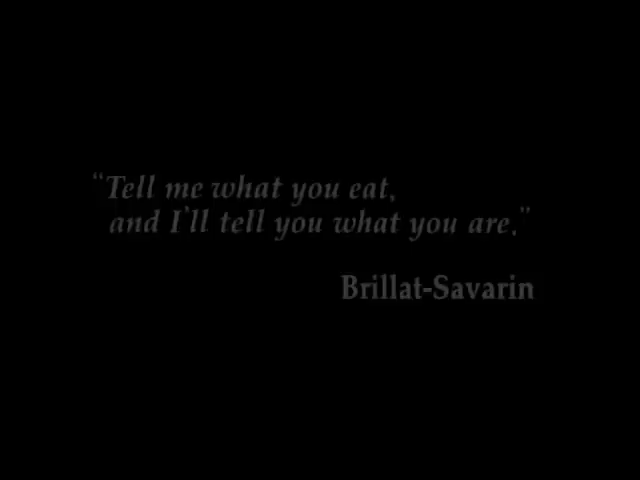 “Tell me what you eat,
and I'll tell you what you are.”
Brillat-Savarin